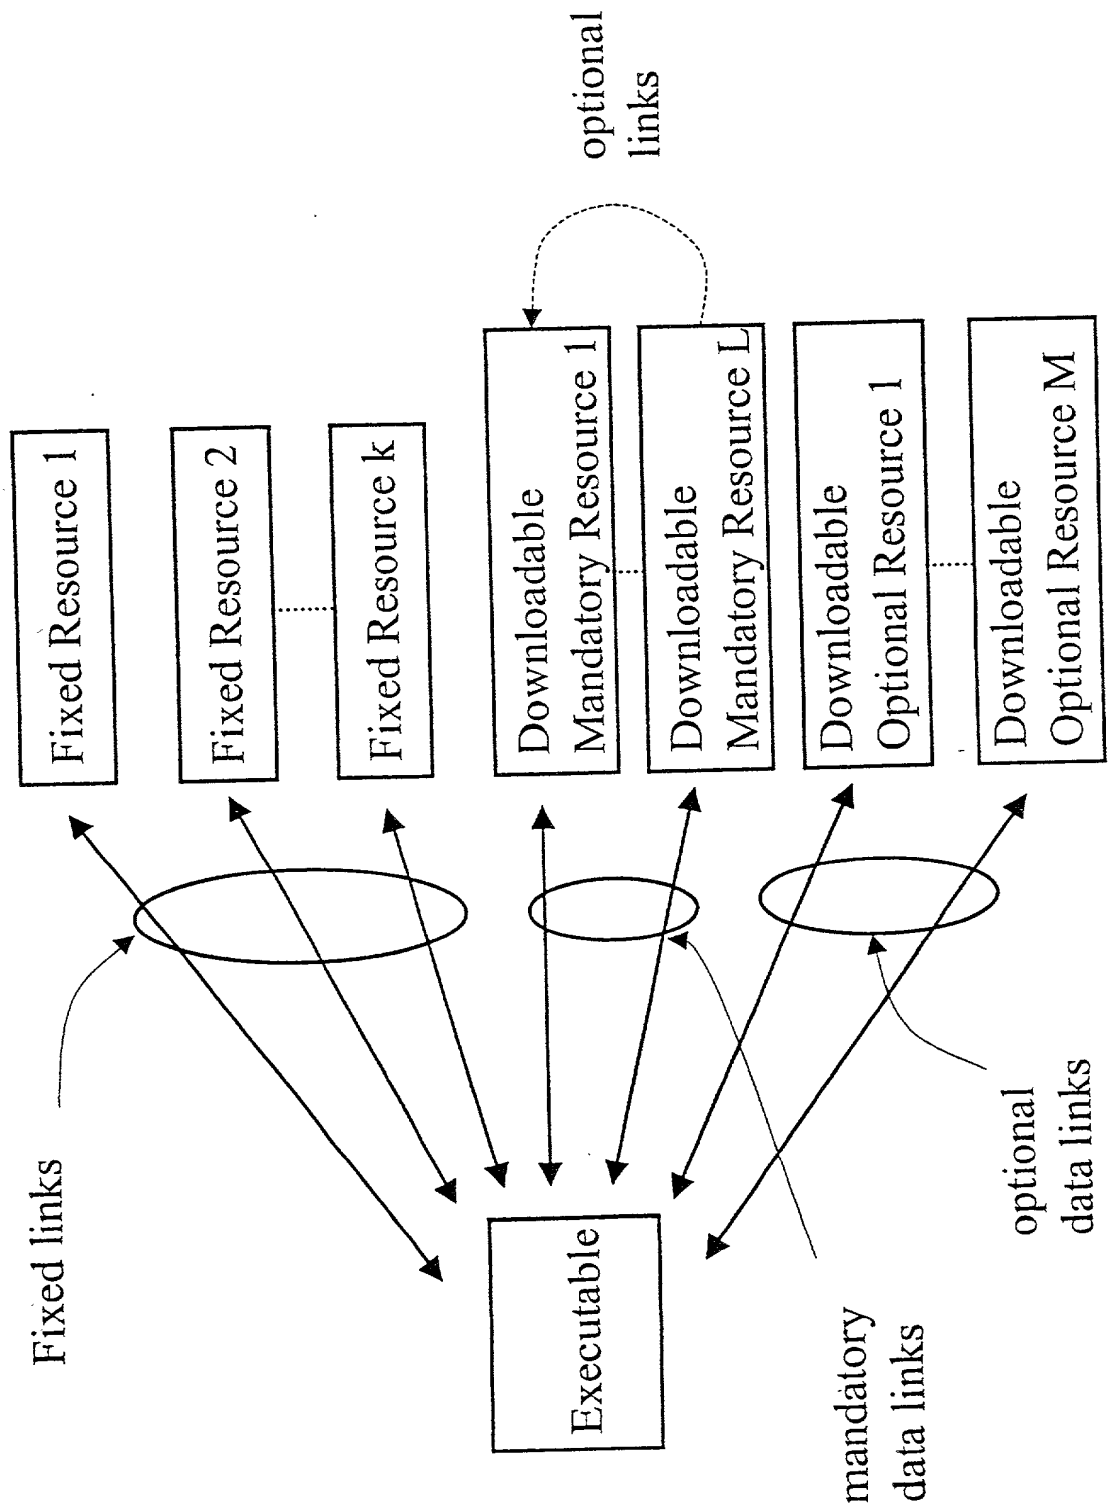 Fixed links
Fixed Resource 1
Fixed Resource 2
Fixed Resource k
Executable
Downloadable
Mandatory Resource 1
Downloadable
Mandatory Resource L
optional
links
Downloadable
Optional Resource 1
Downloadable
Optional Resource M
mandatory
data links
optional
data links